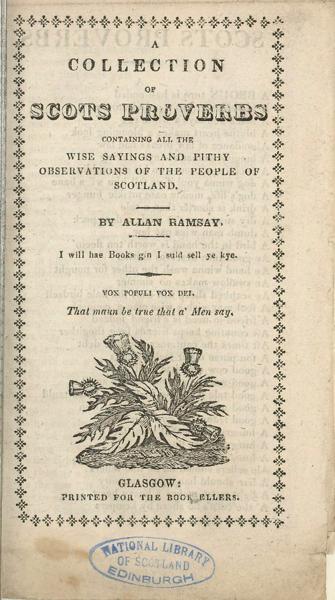 A
COLLECTION
OF
SCOTS PROVERBS
CONTAINING ALL THE
WISE SAYINGS AND PITHY
OBSERVATIONS OF THE PEOPLE OF
SCOTLAND.
BY ALLAN RAMSAY.
I will hae Books gin I suld sell ye kye.
VOX POPULI VOX DEI.
That maun be true that a' Men say.
GLASGOW:
PRINTED FOR THE BOOK ELLERS.
NATIONAL LIBRARY
OF SCOTLAND
EDINBURGH